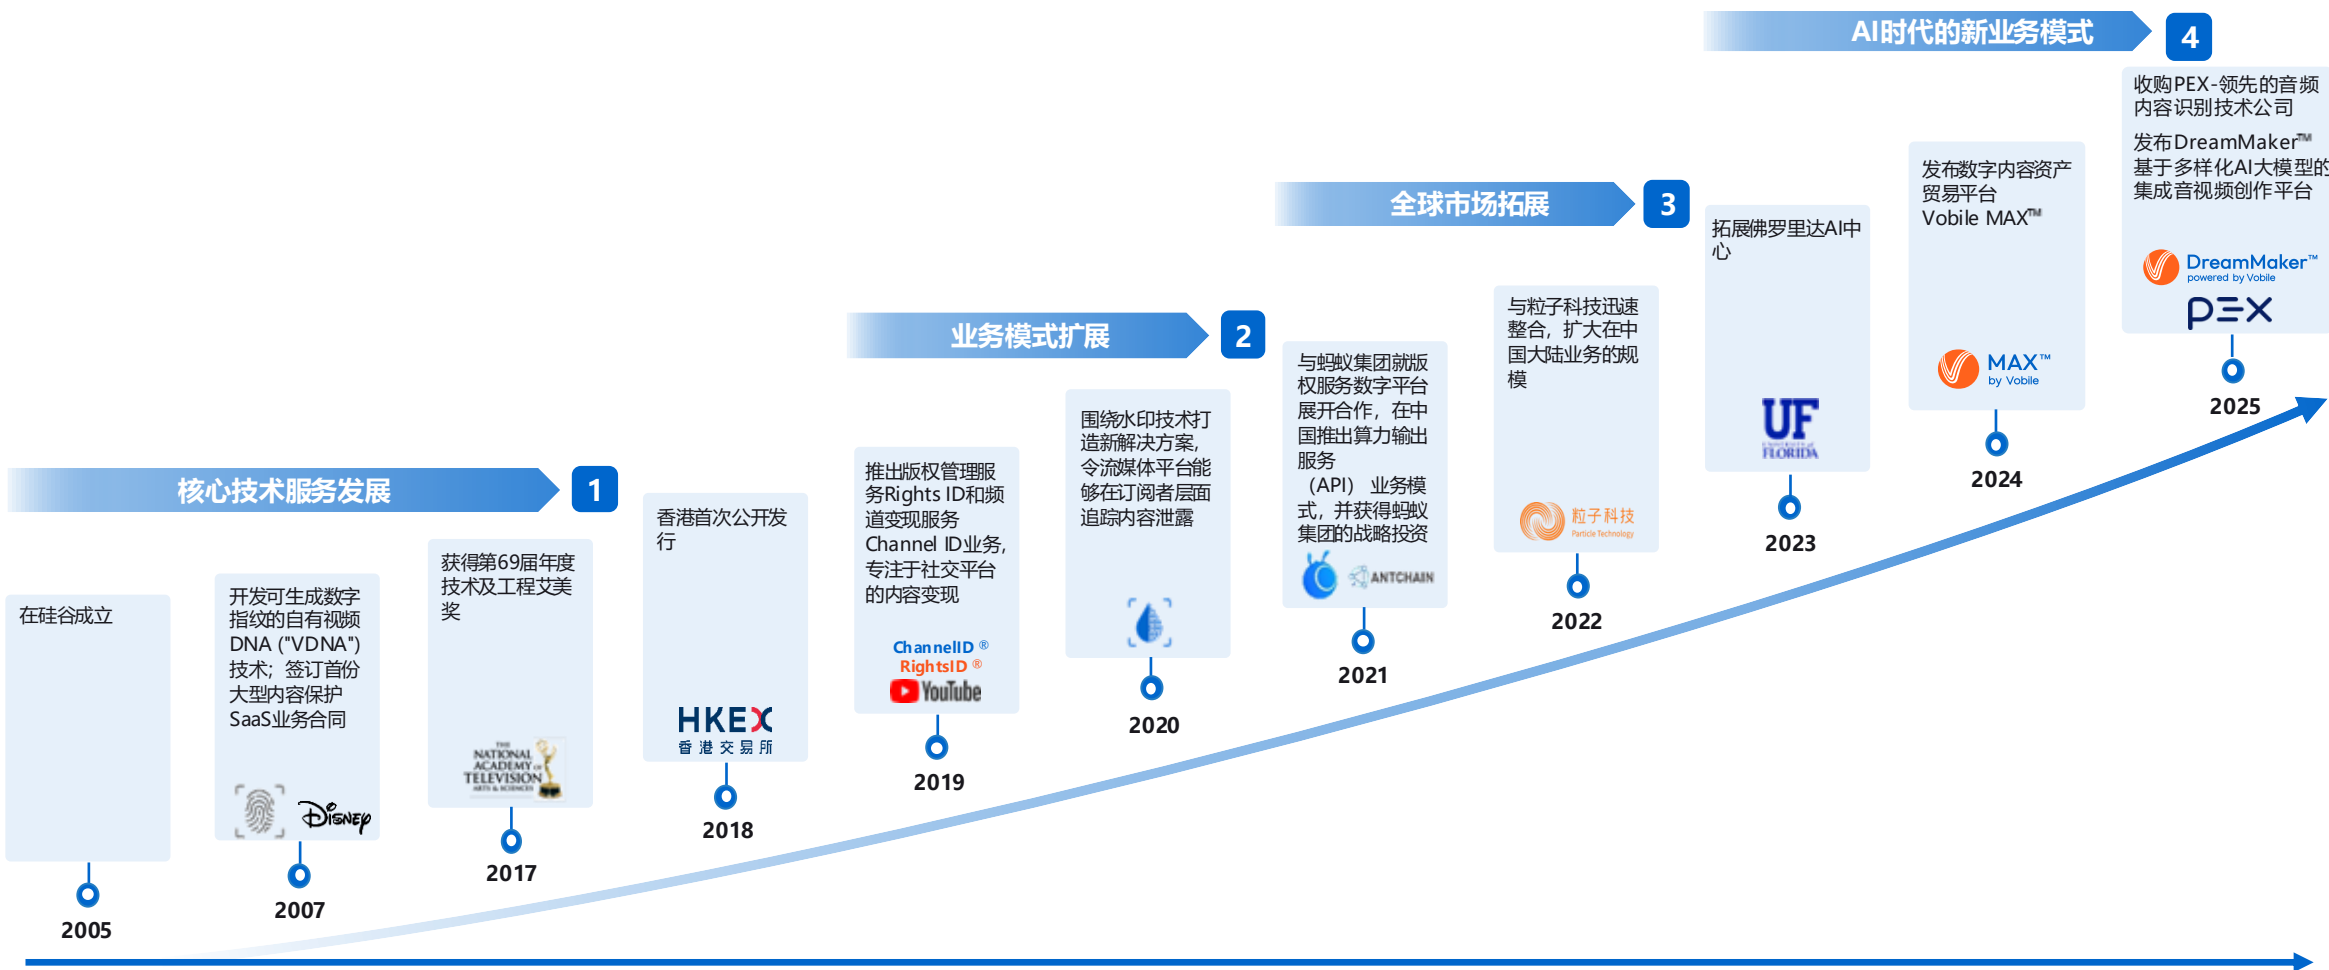 AI时代的新业务模式
4
收购PEX-领先的音频
内容识别技术公司
发布DreamMaker™
基于多样化AI大模型的
集成音视频创作平台
DreamMaker™
powered by Vobile
PEX
2025
发布数字内容资产
贸易平台
Vobile MAX™
MAX™
by Vobile
2024
全球市场拓展
3
拓展佛罗里达AI中
心
UF
UNIVERSITY of
FLORIDA
2023
与粒子科技迅速
整合，扩大在中
国大陆业务的规
模
粒子科技
Particle Technology
2022
业务模式扩展
2
与蚂蚁集团就版
权服务数字平台
展开合作，在中
国推出算力输出
服务
（API） 业务模
式，并获得蚂蚁
集团的战略投资
ANTCHAIN
2021
围绕水印技术打
造新解决方案，
令流媒体平台能
够在订阅者层面
追踪内容泄露
2020
核心技术服务发展
1
推出版权管理服
务Rights ID和频
道变现服务
Channel ID业务,
专注于社交平台
的内容变现
ChannelID ®
RightsID ®
YouTube
2019
香港首次公开发
行
HKEX
香港交易所
2018
获得第69届年度
技术及工程艾美
奖
THE
NATIONAL
ACADEMY OF
TELEVISION
ARTS & SCIENCES
2017
开发可生成数字
指纹的自有视频
DNA ("VDNA")
技术；签订首份
大型内容保护
SaaS业务合同
Disney
2007
在硅谷成立
2005